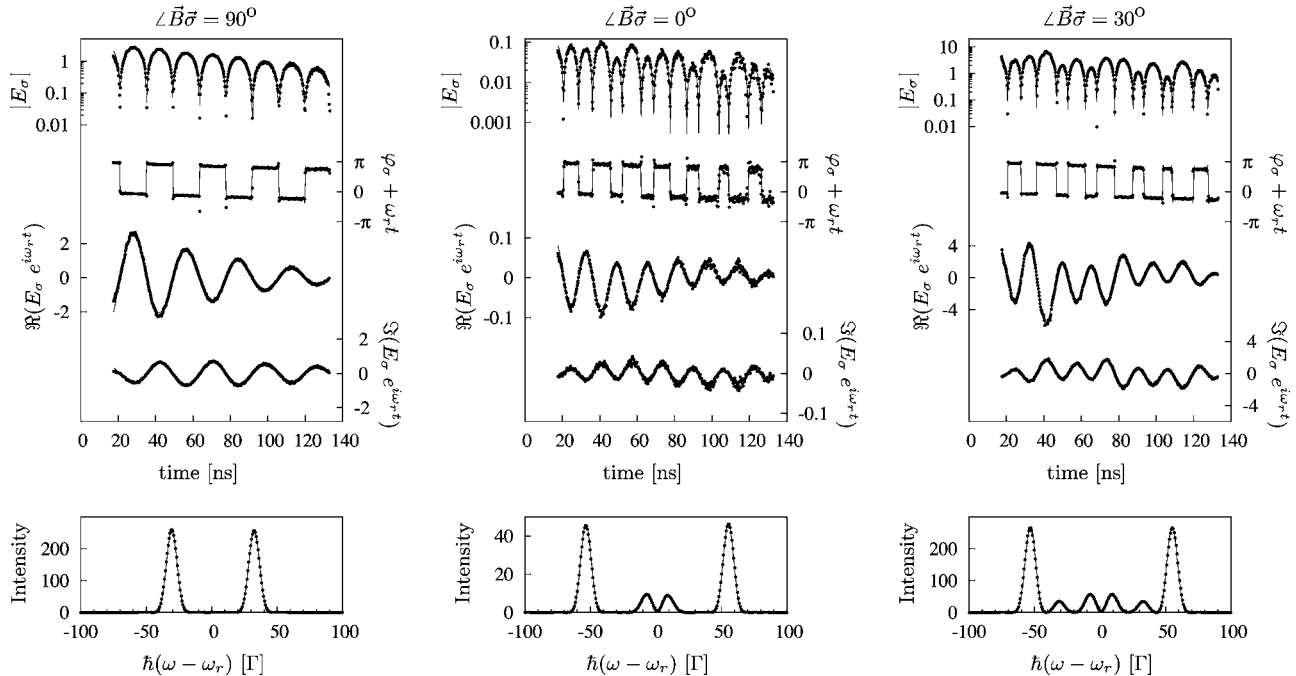 ∠B⃗σ⃗ = 90°
|E_σ|
1
0.1
0.01
φ_σ + ω_r t
π
0
-π
ℜ(E_σ e^{iω_r t})
2
0
-2
ℑ(E_σ e^{iω_r t})
2
0
-2
0 20 40 60 80 100 120 140
time [ns]
Intensity
200
100
0
-100 -50 0 50 100
ħ(ω − ω_r) [Γ]
∠B⃗σ⃗ = 0°
|E_σ|
0.1
0.01
0.001
φ_σ + ω_r t
π
0
-π
ℜ(E_σ e^{iω_r t})
0.1
0
-0.1
ℑ(E_σ e^{iω_r t})
0.1
0
-0.1
0 20 40 60 80 100 120 140
time [ns]
Intensity
40
20
0
-100 -50 0 50 100
ħ(ω − ω_r) [Γ]
∠B⃗σ⃗ = 30°
|E_σ|
10
1
0.1
0.01
φ_σ + ω_r t
π
0
-π
ℜ(E_σ e^{iω_r t})
4
0
-4
ℑ(E_σ e^{iω_r t})
4
0
-4
0 20 40 60 80 100 120 140
time [ns]
Intensity
200
100
0
-100 -50 0 50 100
ħ(ω − ω_r) [Γ]